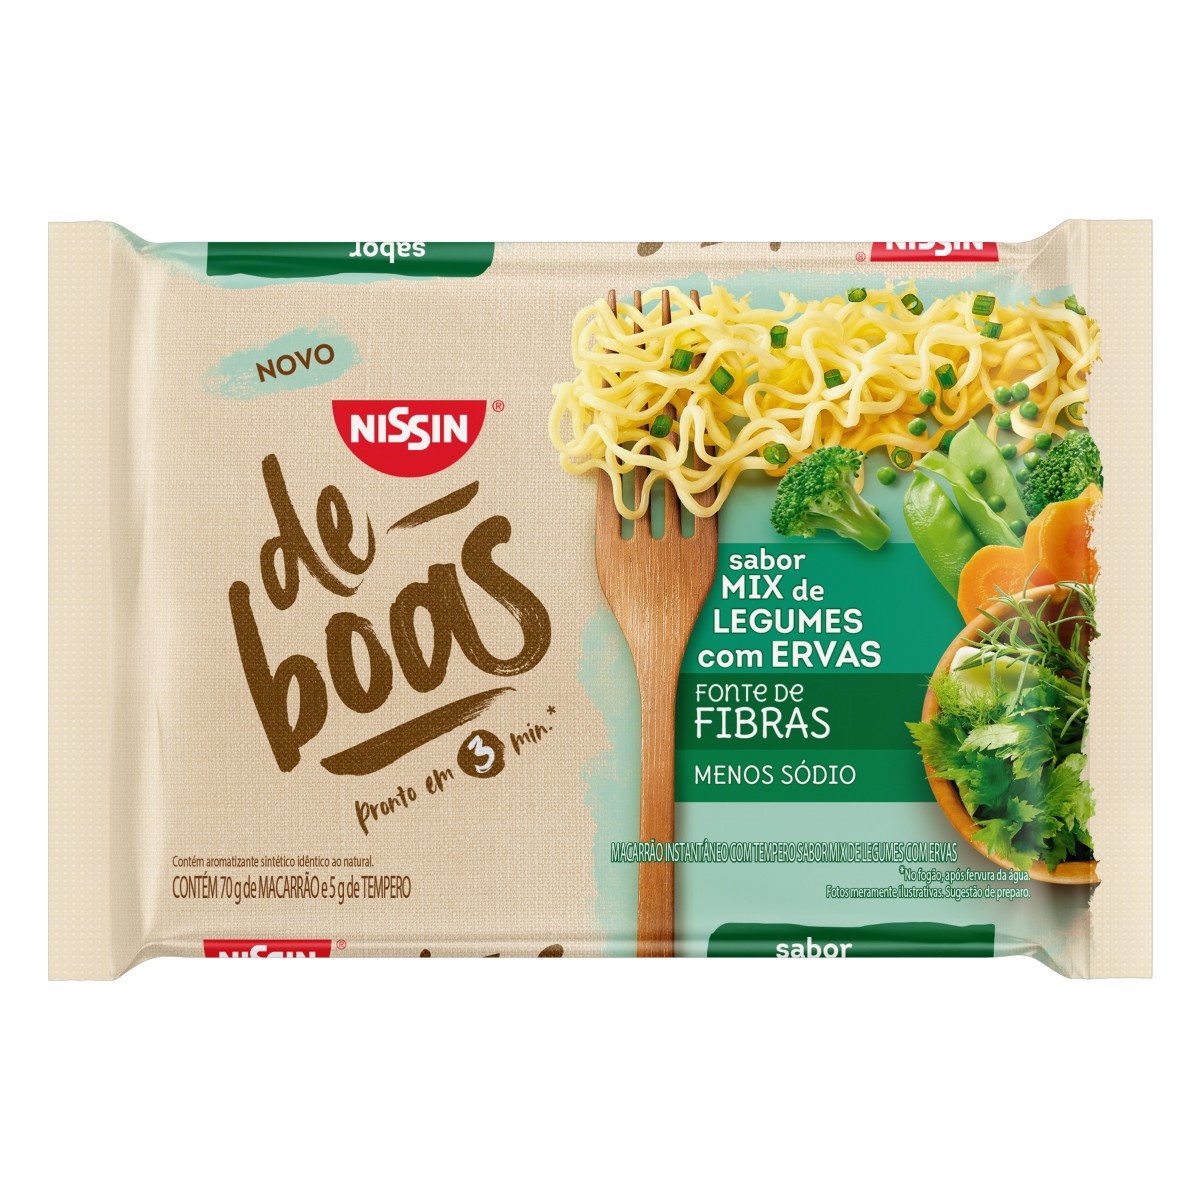 sabor
NISSIN
®
NOVO
NISSIN®
de
boas
Pronto em 3 min.*
sabor
MIX de
LEGUMES
com ERVAS
FONTE DE
FIBRAS
MENOS SÓDIO
Contém aromatizante sintético idêntico ao natural.
CONTÉM 70 g de MACARRÃO e 5 g de TEMPERO
MACARRÃO INSTANTÂNEO COM TEMPERO SABOR MIX DE LEGUMES COM ERVAS
*No fogão, após fervura da água.
Fotos meramente ilustrativas. Sugestão de preparo.
NISSIN®
sabor